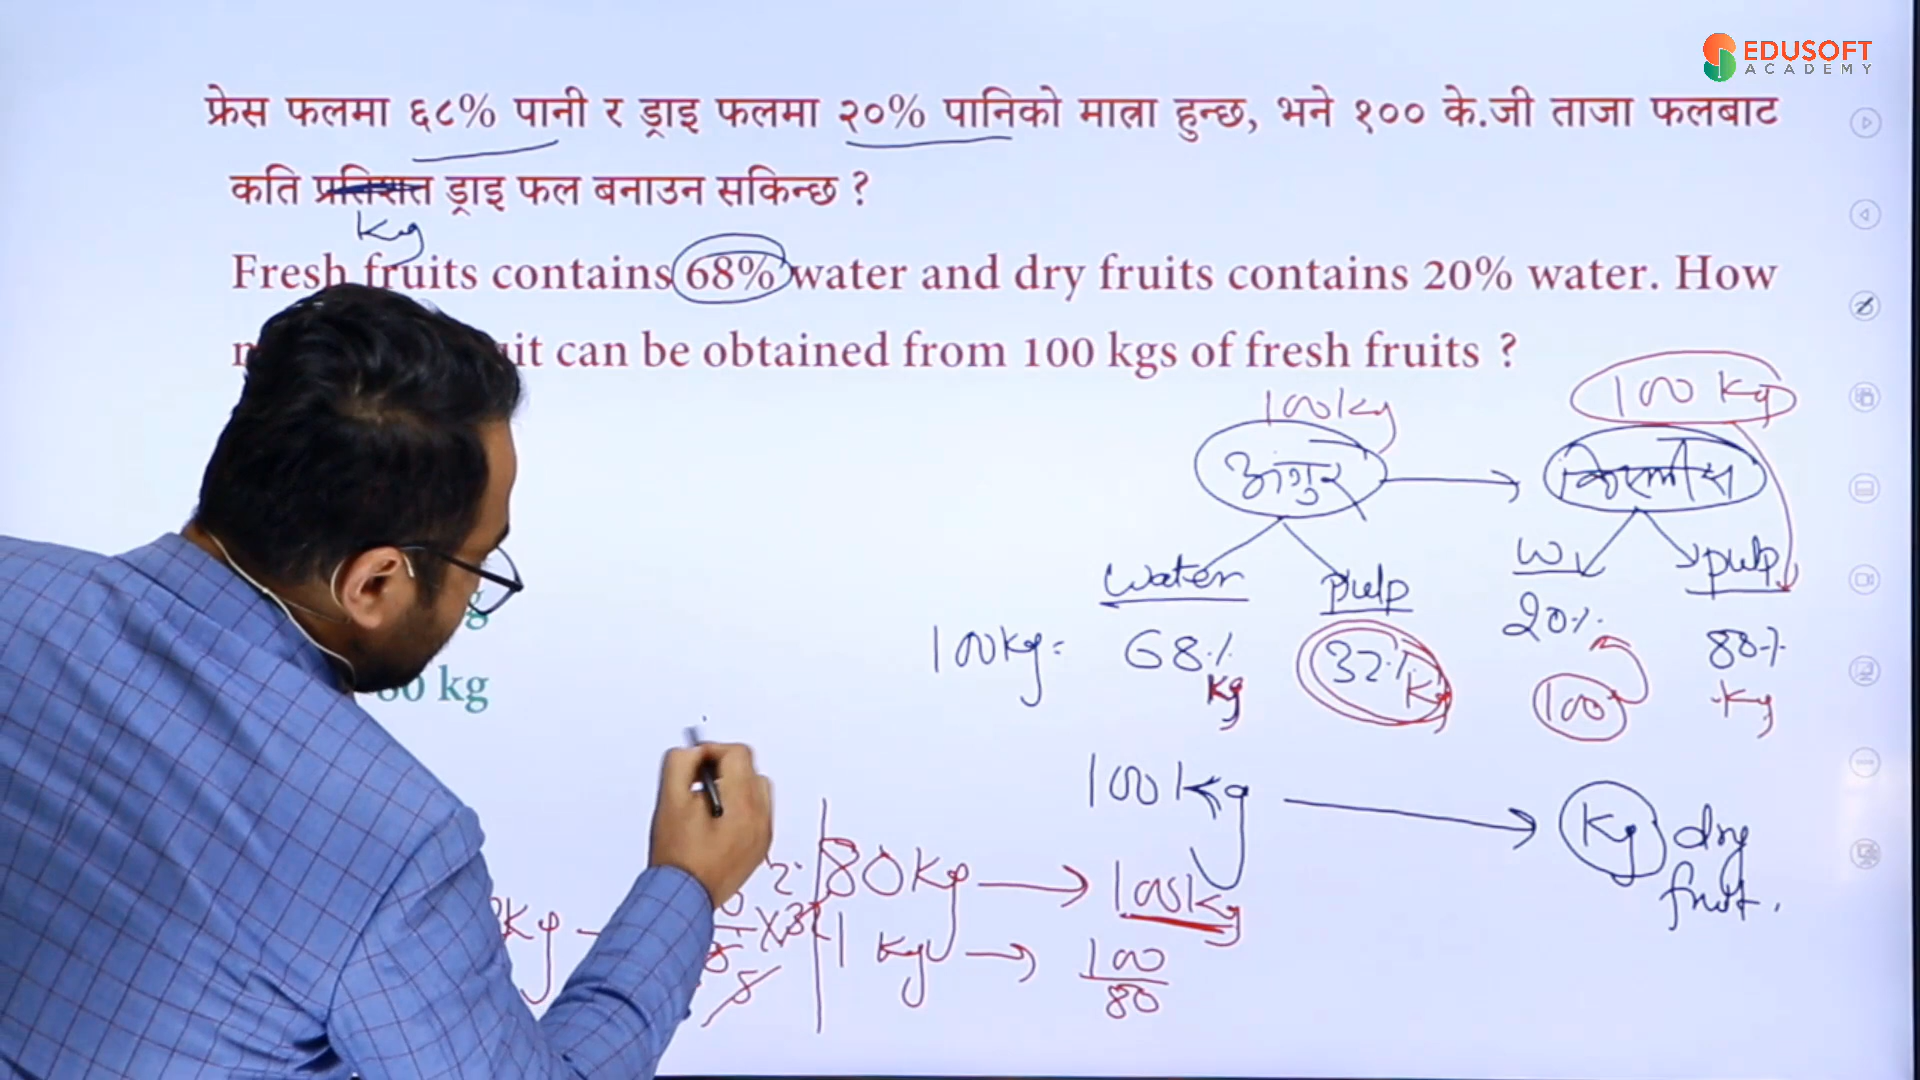 EDUSOFT
ACADEMY
फ्रेस फलमा ६८% पानी र ड्राइ फलमा २०% पानिको मात्रा हुन्छ, भने १०० के.जी ताजा फलबाट
कति प्रतिशत ड्राइ फल बनाउन सकिन्छ ?
Kg
Fresh fruits contains 68% water and dry fruits contains 20% water. How
it can be obtained from 100 kgs of fresh fruits ?
100 kg
100 Kg
अंगुर
Water
Pulp
W
pulp
20%
100kg =
68%
32%
80%
Kg
Kg
100
Kg
kg
100 Kg
Kg dry
fruit.
80 Kg
100 Kg
Kg
1 Kg
100
80